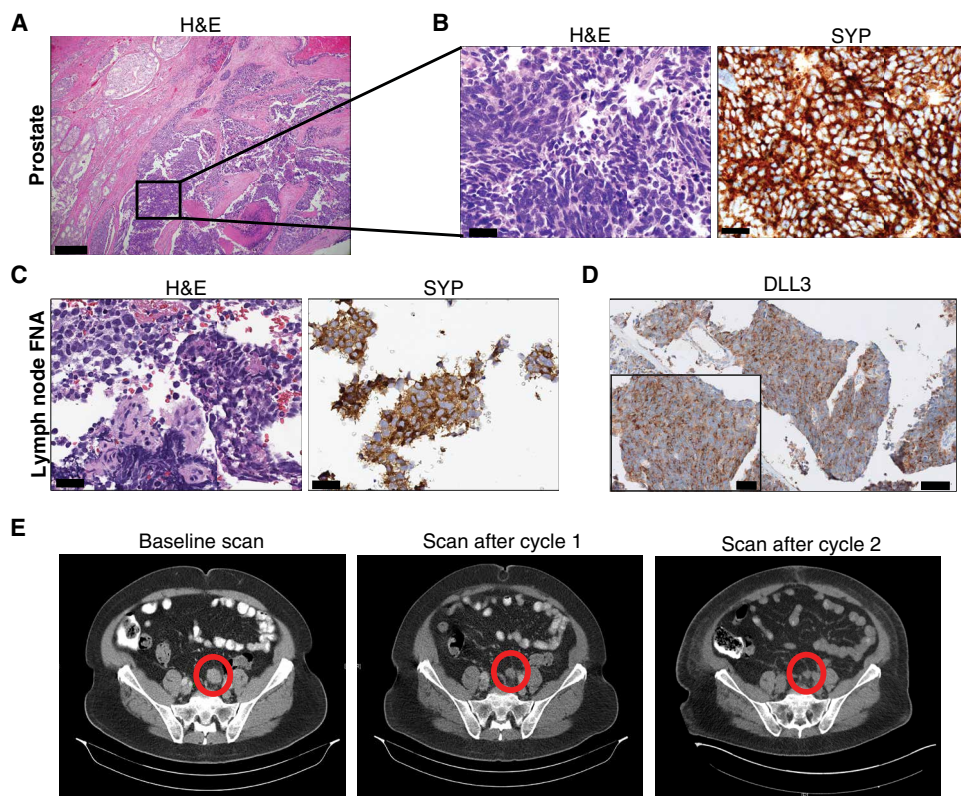 A
H&E
Prostate
B
H&E
SYP
C
H&E
SYP
Lymph node FNA
D
DLL3
E
Baseline scan
Scan after cycle 1
Scan after cycle 2